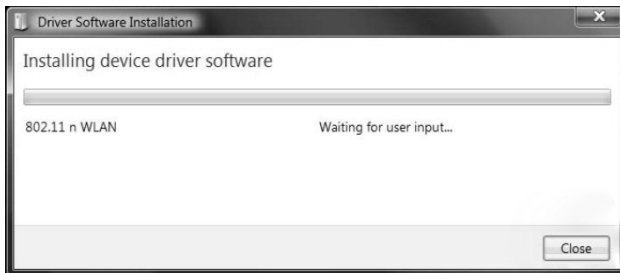 Driver Software Installation
Installing device driver software
802.11 n WLAN Waiting for user input...
Close